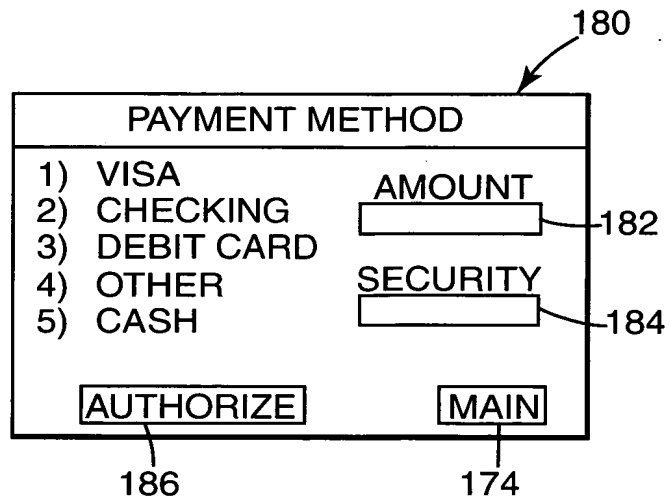 180
PAYMENT METHOD
1) VISA
2) CHECKING
3) DEBIT CARD
4) OTHER
5) CASH
AMOUNT
182
SECURITY
184
AUTHORIZE
MAIN
186
174